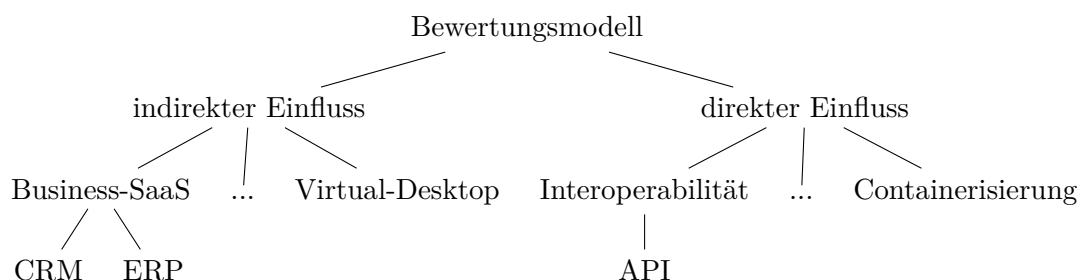 Bewertungsmodell
indirekter Einfluss direkter Einfluss
Business-SaaS ... Virtual-Desktop Interoperabilität ... Containerisierung
CRM ERP API